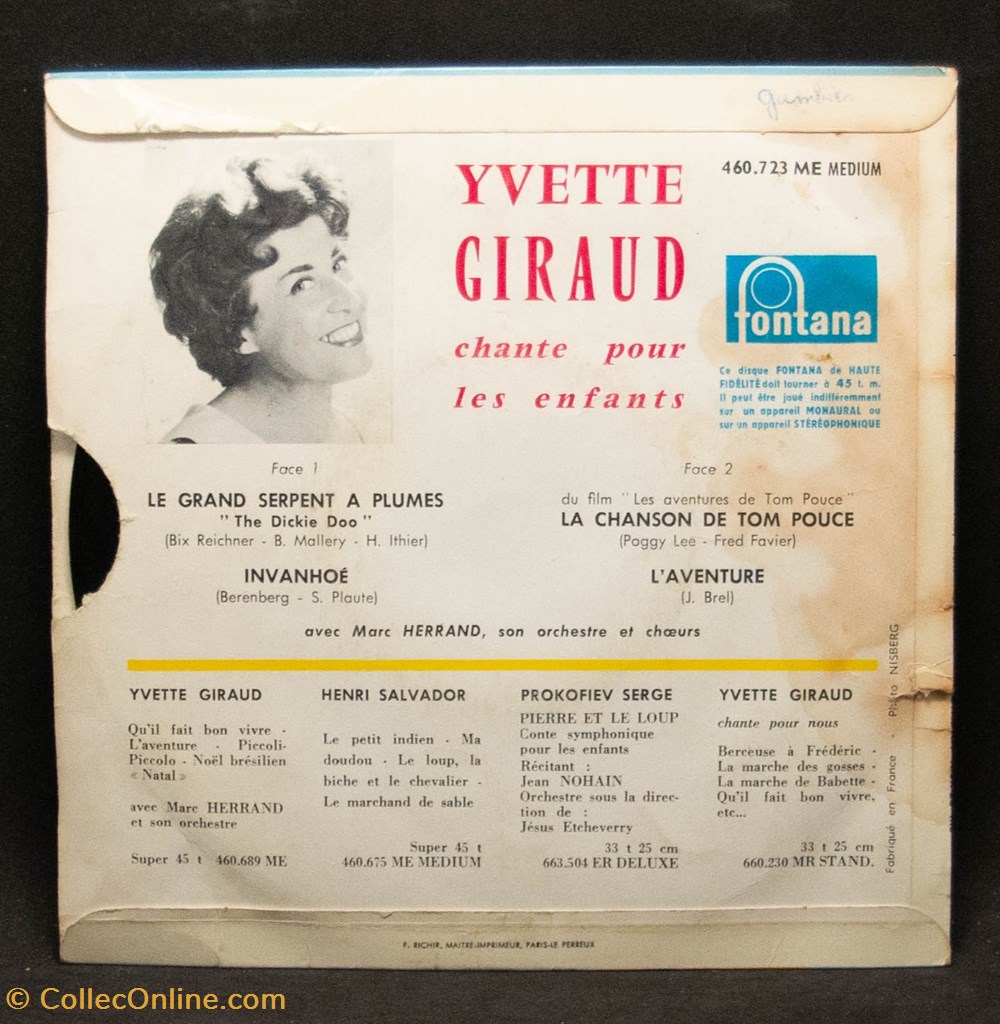 YVETTE
GIRAUD
chante pour
les enfants
460.723 ME MEDIUM
fontana
Ce disque FONTANA de HAUTE
FIDÉLITÉ doit tourner à 45 t. m.
Il peut être joué indifféremment
sur un appareil MONAURAL ou
sur un appareil STÉRÉOPHONIQUE
Face 1
LE GRAND SERPENT A PLUMES
"The Dickie Doo"
(Bix Reichner - B. Mallery - H. Ithier)
INVANHOÉ
(Berenberg - S. Plaute)
Face 2
du film "Les aventures de Tom Pouce"
LA CHANSON DE TOM POUCE
(Poggy Lee - Fred Favier)
L'AVENTURE
(J. Brel)
avec Marc HERRAND, son orchestre et chœurs
YVETTE GIRAUD
Qu'il fait bon vivre -
L'aventure - Piccoli-
Piccolo - Noël brésilien
« Natal »
avec Marc HERRAND
et son orchestre
Super 45 t 460.689 ME
HENRI SALVADOR
Le petit indien - Ma
doudou - Le loup, la
biche et le chevalier -
Le marchand de sable
Super 45 t
460.675 ME MEDIUM
PROKOFIEV SERGE
PIERRE ET LE LOUP
Conte symphonique
pour les enfants
Récitant :
Jean NOHAIN
Orchestre sous la direc-
tion de :
Jésus Etcheverry
33 t 25 cm
663.504 ER DELUXE
YVETTE GIRAUD
chante pour nous
Berceuse à Frédéric -
La marche des gosses -
La marche de Babette -
Qu'il fait bon vivre,
etc...
33 t 25 cm
660.230 MR STAND.
Fabriqué en France - Photo NISBERG
P. RICHIR, MAITRE-IMPRIMEUR, PARIS-LE PERREUX
© CollecOnline.com